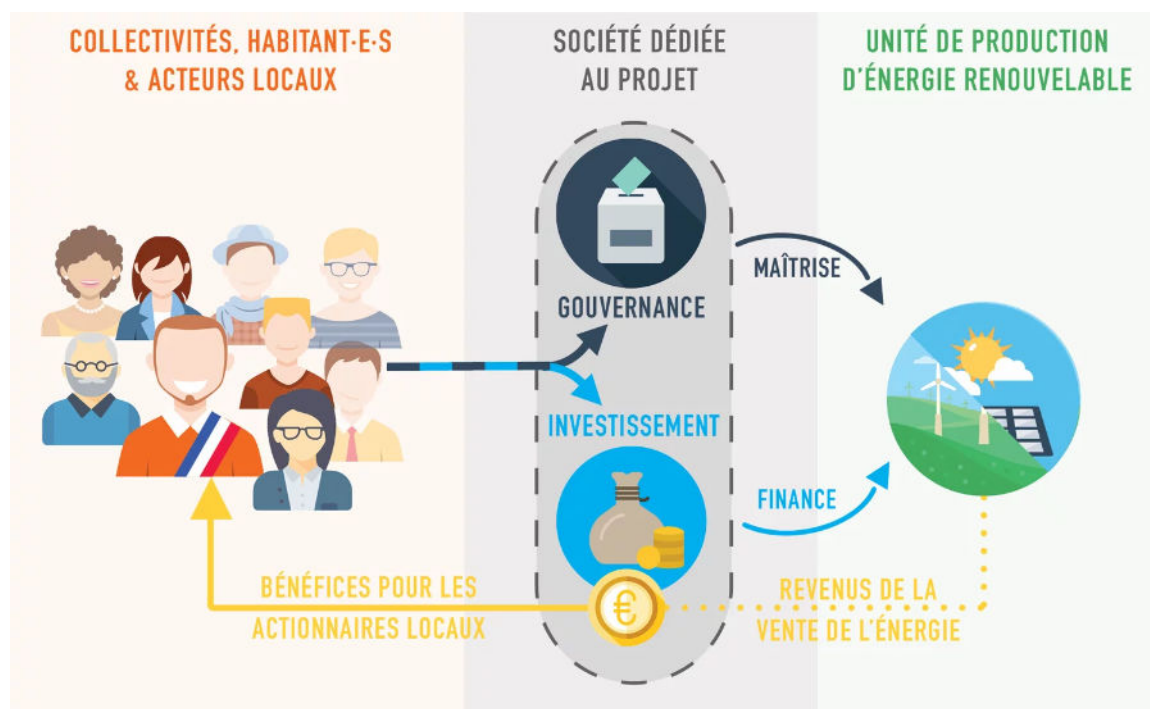 COLLECTIVITÉS, HABITANT·E·S
& ACTEURS LOCAUX
SOCIÉTÉ DÉDIÉE
AU PROJET
UNITÉ DE PRODUCTION
D'ÉNERGIE RENOUVELABLE
GOUVERNANCE
MAÎTRISE
INVESTISSEMENT
FINANCE
BÉNÉFICES POUR LES
ACTIONNAIRES LOCAUX
€
REVENUS DE LA
VENTE DE L'ÉNERGIE